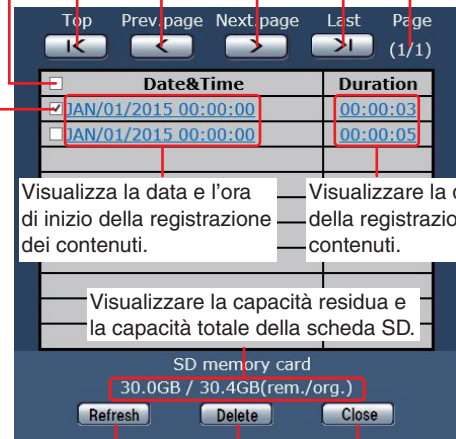 Top Prev.page Next page Last Page
(1/1)
Date&Time Duration
JAN/01/2015 00:00:00 00:00:03
JAN/01/2015 00:00:00 00:00:05
Visualizza la data e l'ora
di inizio della registrazione
dei contenuti.
Visualizzare la
della
contenuti.
Visualizzare la capacità residua e
la capacità totale della scheda SD.
SD memory card
30.0GB / 30.4GB(rem./org.)
Refresh Delete Close